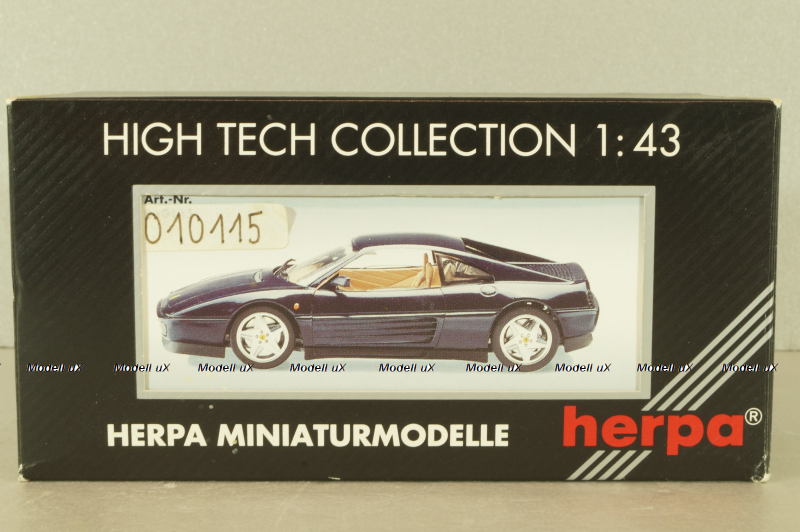 HIGH TECH COLLECTION 1:43
Art.-Nr.
010115
Modell uX Modell uX Modell uX Modell uX Modell uX Modell uX Modell uX Modell uX Modell uX
HERPA MINIATURMODELLE
herpa®